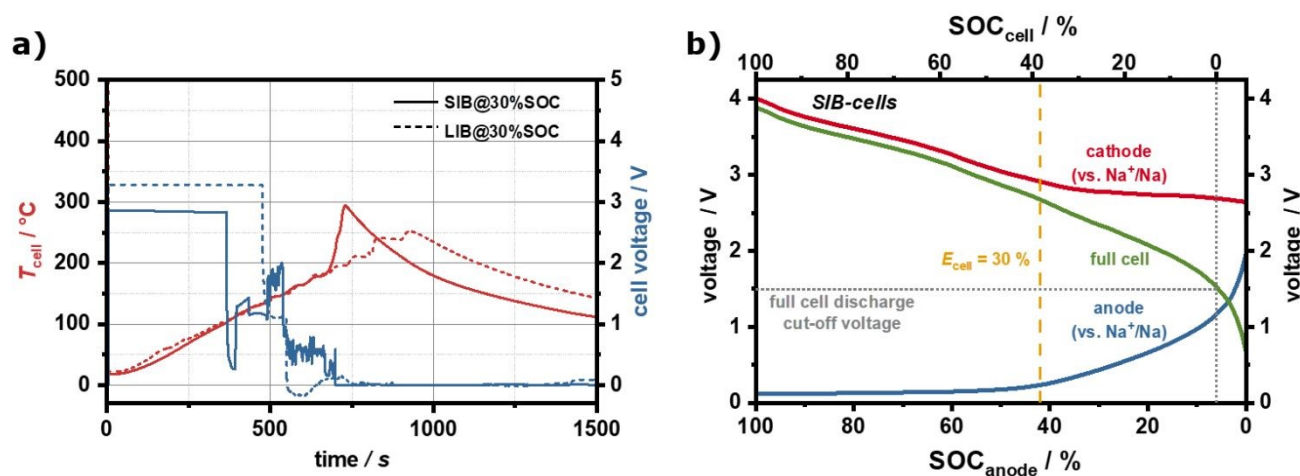 a)
500
400
300
200
100
0
T_cell / °C
SIB@30%SOC
LIB@30%SOC
5
4
3
2
1
0
cell voltage / V
0 500 1000 1500
time / s
b)
SOC_cell / %
100 80 60 40 20 0
4
3
2
1
0
voltage / V
SIB-cells
cathode
(vs. Na⁺/Na)
E_cell = 30 %
full cell
full cell discharge
cut-off voltage
anode
(vs. Na⁺/Na)
4
3
2
1
0
voltage / V
100 80 60 40 20 0
SOC_anode / %